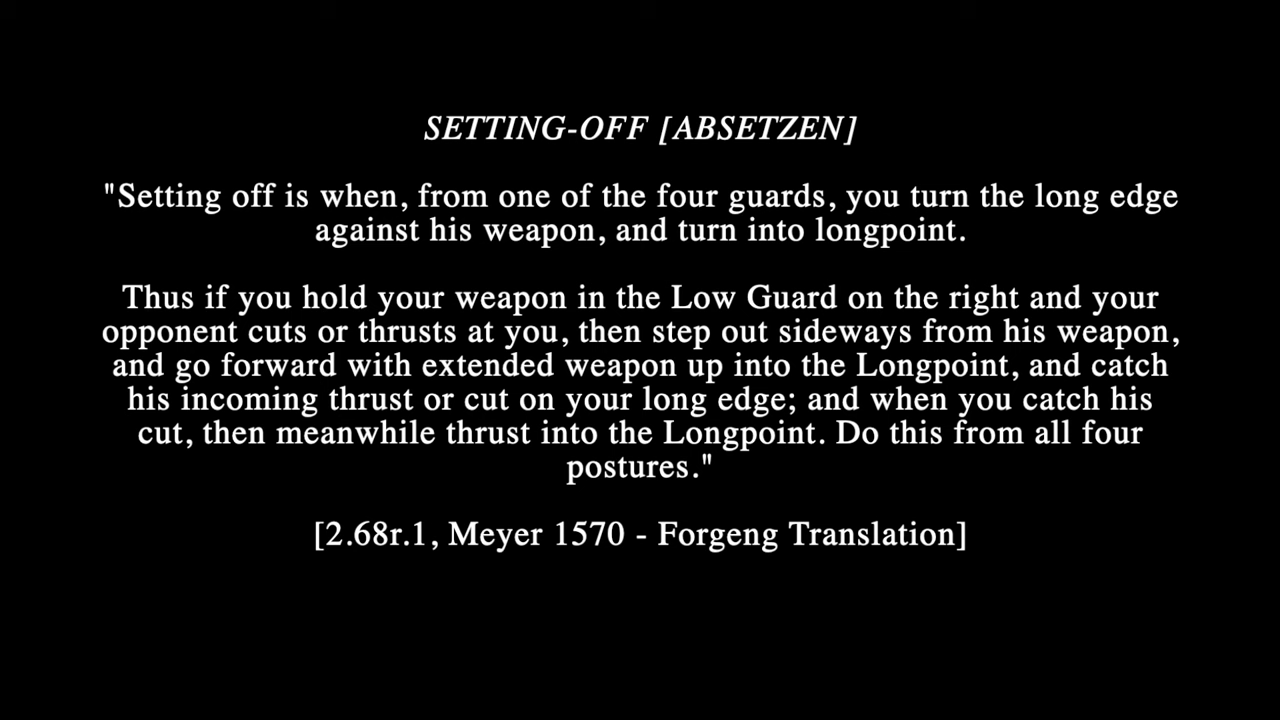 SETTING-OFF [ABSETZEN]
"Setting off is when, from one of the four guards, you turn the long edge
against his weapon, and turn into longpoint.
Thus if you hold your weapon in the Low Guard on the right and your
opponent cuts or thrusts at you, then step out sideways from his weapon,
and go forward with extended weapon up into the Longpoint, and catch
his incoming thrust or cut on your long edge; and when you catch his
cut, then meanwhile thrust into the Longpoint. Do this from all four
postures."
[2.68r.1, Meyer 1570 - Forgeng Translation]